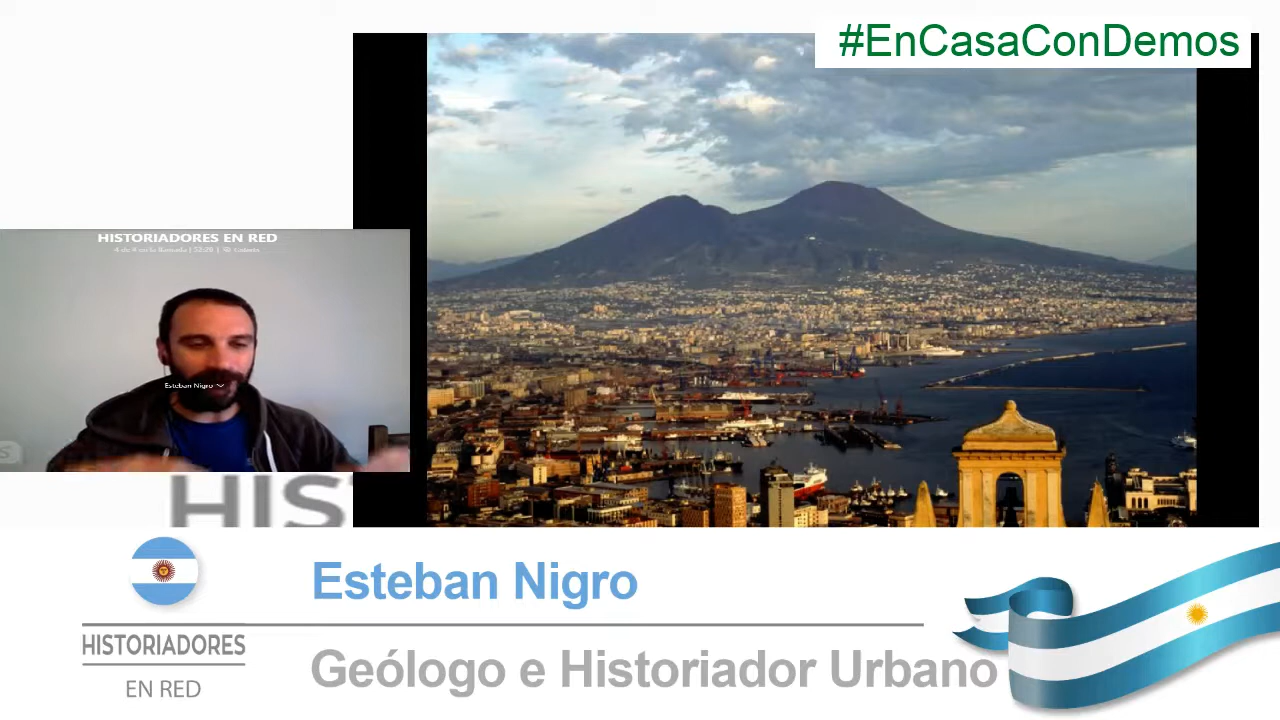 #EnCasaConDemos
HISTORIADORES EN RED
Esteban Nigro
HIS
Esteban Nigro
HISTORIADORES
EN RED
Geólogo e Historiador Urbano